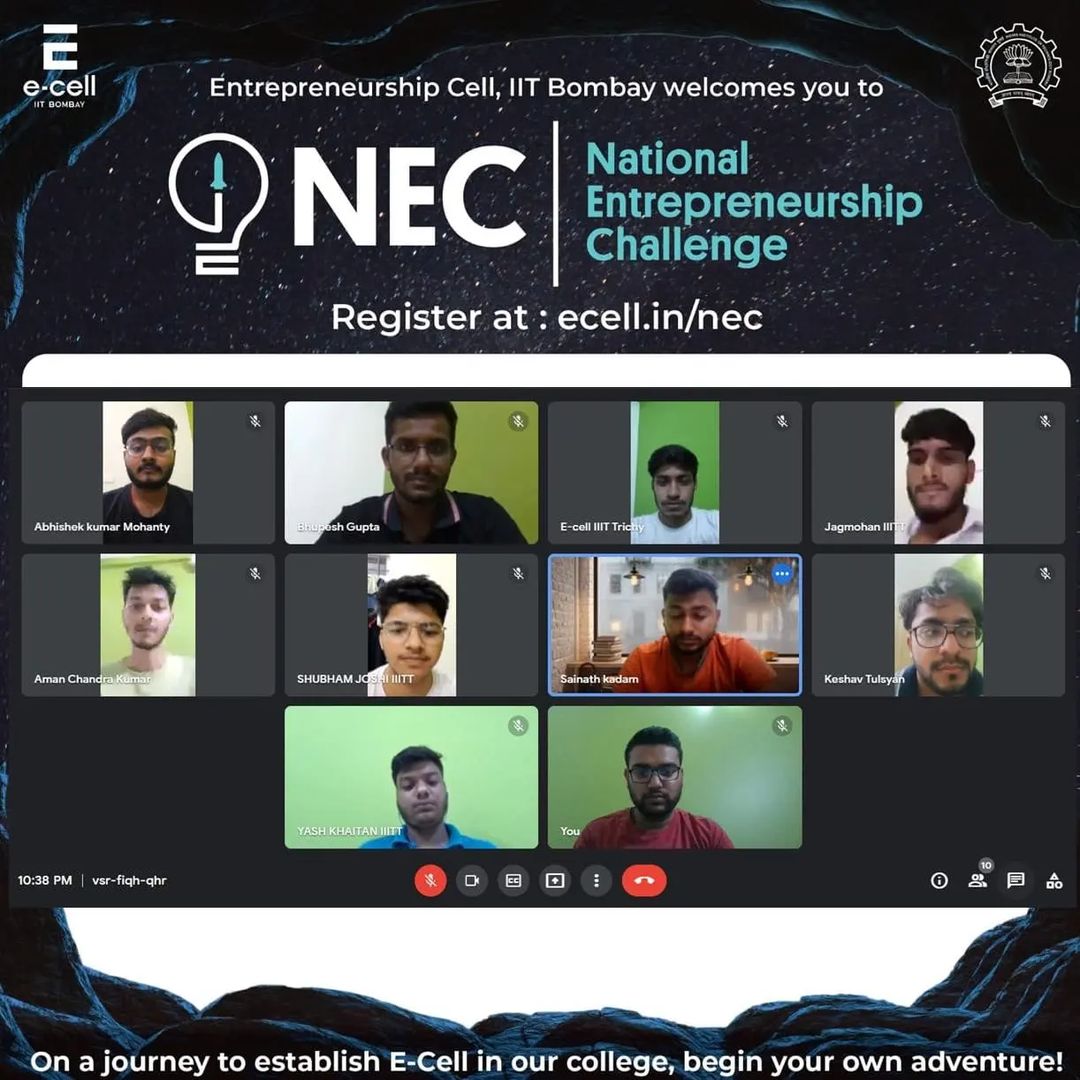 e-cell
IIT BOMBAY
Entrepreneurship Cell, IIT Bombay welcomes you to
NEC
National
Entrepreneurship
Challenge
Register at : ecell.in/nec
Abhishek kumar Mohanty
Bhupesh Gupta
E-cell IIIT Trichy
Jagmohan IIITT
Aman Chandra Kumar
SHUBHAM JOSHI IIITT
Sainath kadam
Keshav Tulsyan
YASH KHAITAN IIITT
You
10:38 PM | vsr-fiqh-qhr
CC
10
On a journey to establish E-Cell in our college, begin your own adventure!